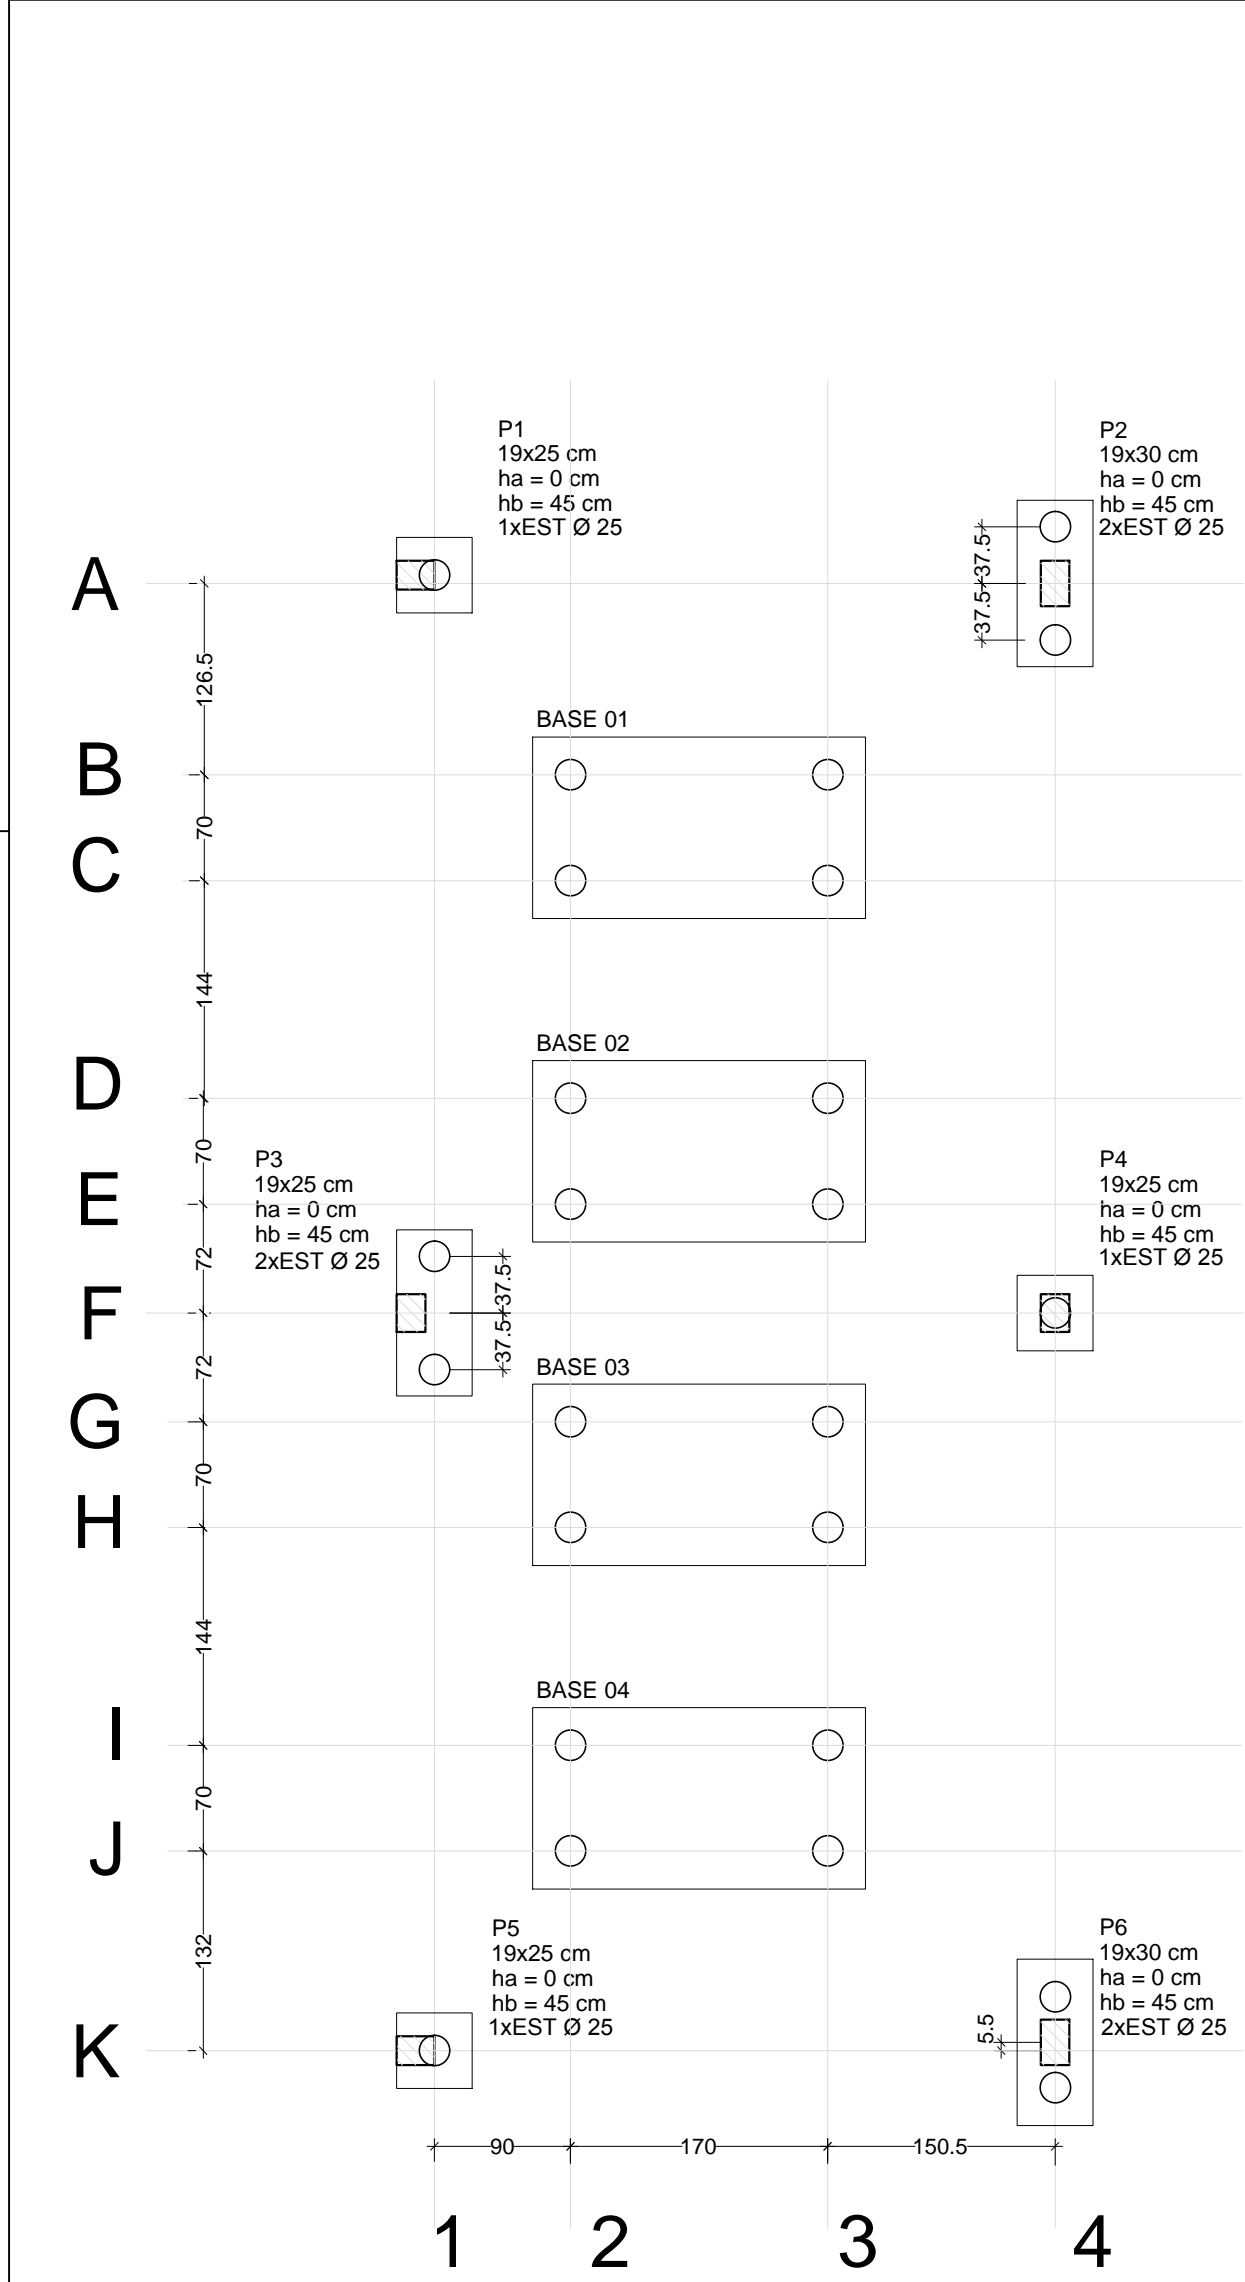 P1
19x25 cm
ha = 0 cm
hb = 45 cm
1xEST Ø 25
P2
19x30 cm
ha = 0 cm
hb = 45 cm
2xEST Ø 25
37.5
37.5
A
126.5
BASE 01
B
70
C
144
BASE 02
D
70
P3
19x25 cm
ha = 0 cm
hb = 45 cm
2xEST Ø 25
P4
19x25 cm
ha = 0 cm
hb = 45 cm
1xEST Ø 25
E
72
37.5
F
37.5
72
BASE 03
G
70
H
144
BASE 04
I
70
J
P5
19x25 cm
ha = 0 cm
hb = 45 cm
1xEST Ø 25
P6
19x30 cm
ha = 0 cm
hb = 45 cm
2xEST Ø 25
132
5.5
K
90 170 150.5
1 2 3 4